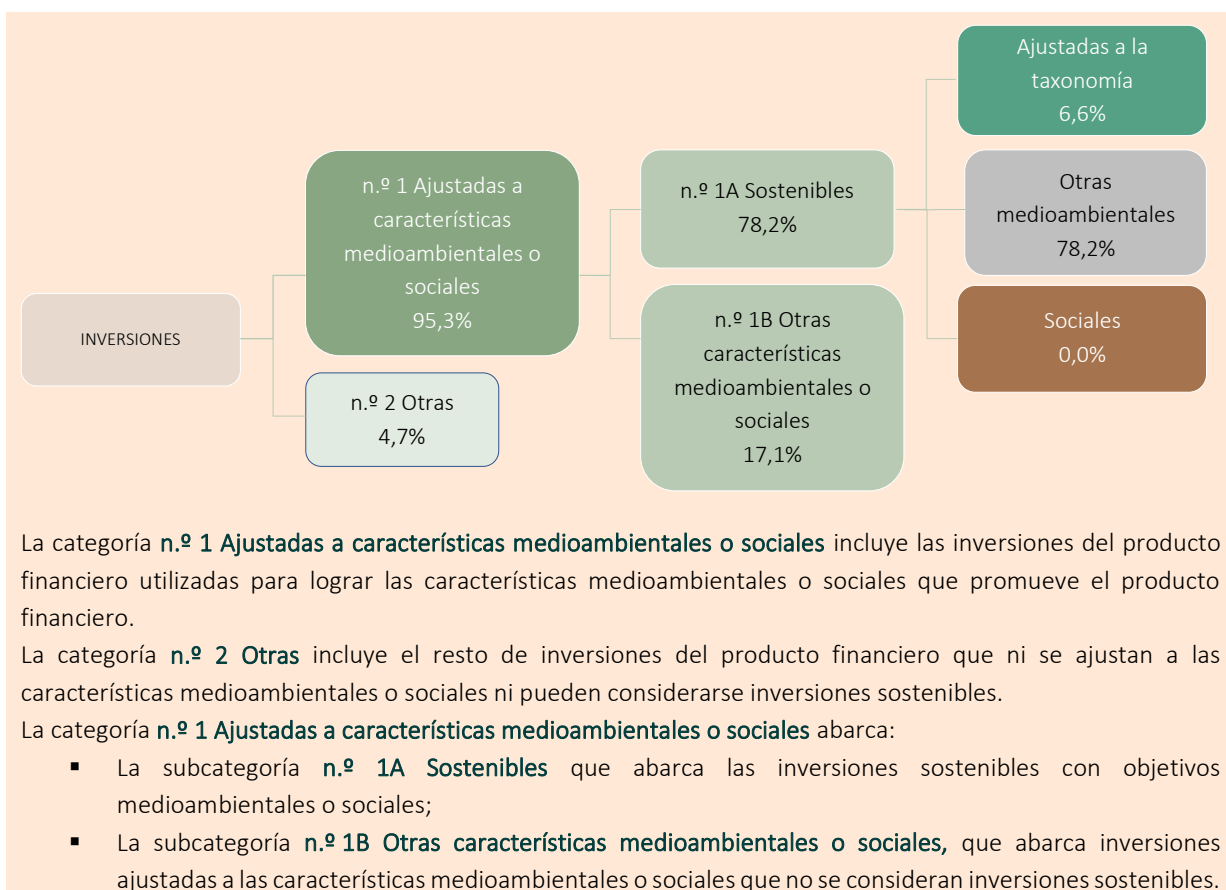 INVERSIONES
n.º 1 Ajustadas a
características
medioambientales o
sociales
95,3%
n.º 2 Otras
4,7%
n.º 1A Sostenibles
78,2%
n.º 1B Otras
características
medioambientales o
sociales
17,1%
Ajustadas a la
taxonomía
6,6%
Otras
medioambientales
78,2%
Sociales
0,0%
La categoría n.º 1 Ajustadas a características medioambientales o sociales incluye las inversiones del producto
financiero utilizadas para lograr las características medioambientales o sociales que promueve el producto
financiero.
La categoría n.º 2 Otras incluye el resto de inversiones del producto financiero que ni se ajustan a las
características medioambientales o sociales ni pueden considerarse inversiones sostenibles.
La categoría n.º 1 Ajustadas a características medioambientales o sociales abarca:
▪ La subcategoría n.º 1A Sostenibles que abarca las inversiones sostenibles con objetivos
medioambientales o sociales;
▪ La subcategoría n.º 1B Otras características medioambientales o sociales, que abarca inversiones
ajustadas a las características medioambientales o sociales que no se consideran inversiones sostenibles.